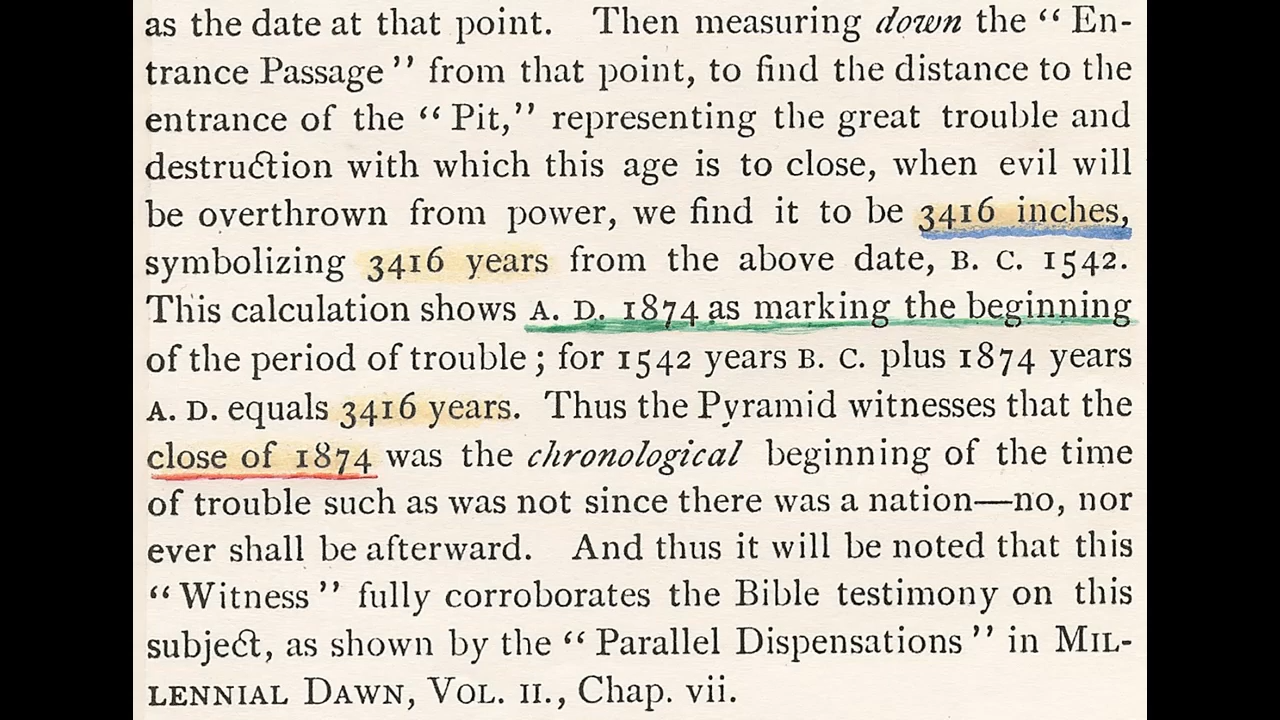 as the date at that point. Then measuring down the “ En-
trance Passage ” from that point, to find the distance to the
entrance of the “ Pit,” representing the great trouble and
destruction with which this age is to close, when evil will
be overthrown from power, we find it to be 3416 inches,
symbolizing 3416 years from the above date, B. C. 1542.
This calculation shows A. D. 1874 as marking the beginning
of the period of trouble ; for 1542 years B. C. plus 1874 years
A. D. equals 3416 years. Thus the Pyramid witnesses that the
close of 1874 was the chronological beginning of the time
of trouble such as was not since there was a nation—no, nor
ever shall be afterward. And thus it will be noted that this
“ Witness ” fully corroborates the Bible testimony on this
subject, as shown by the “ Parallel Dispensations ” in MIL-
LENNIAL DAWN, VOL. II., Chap. vii.